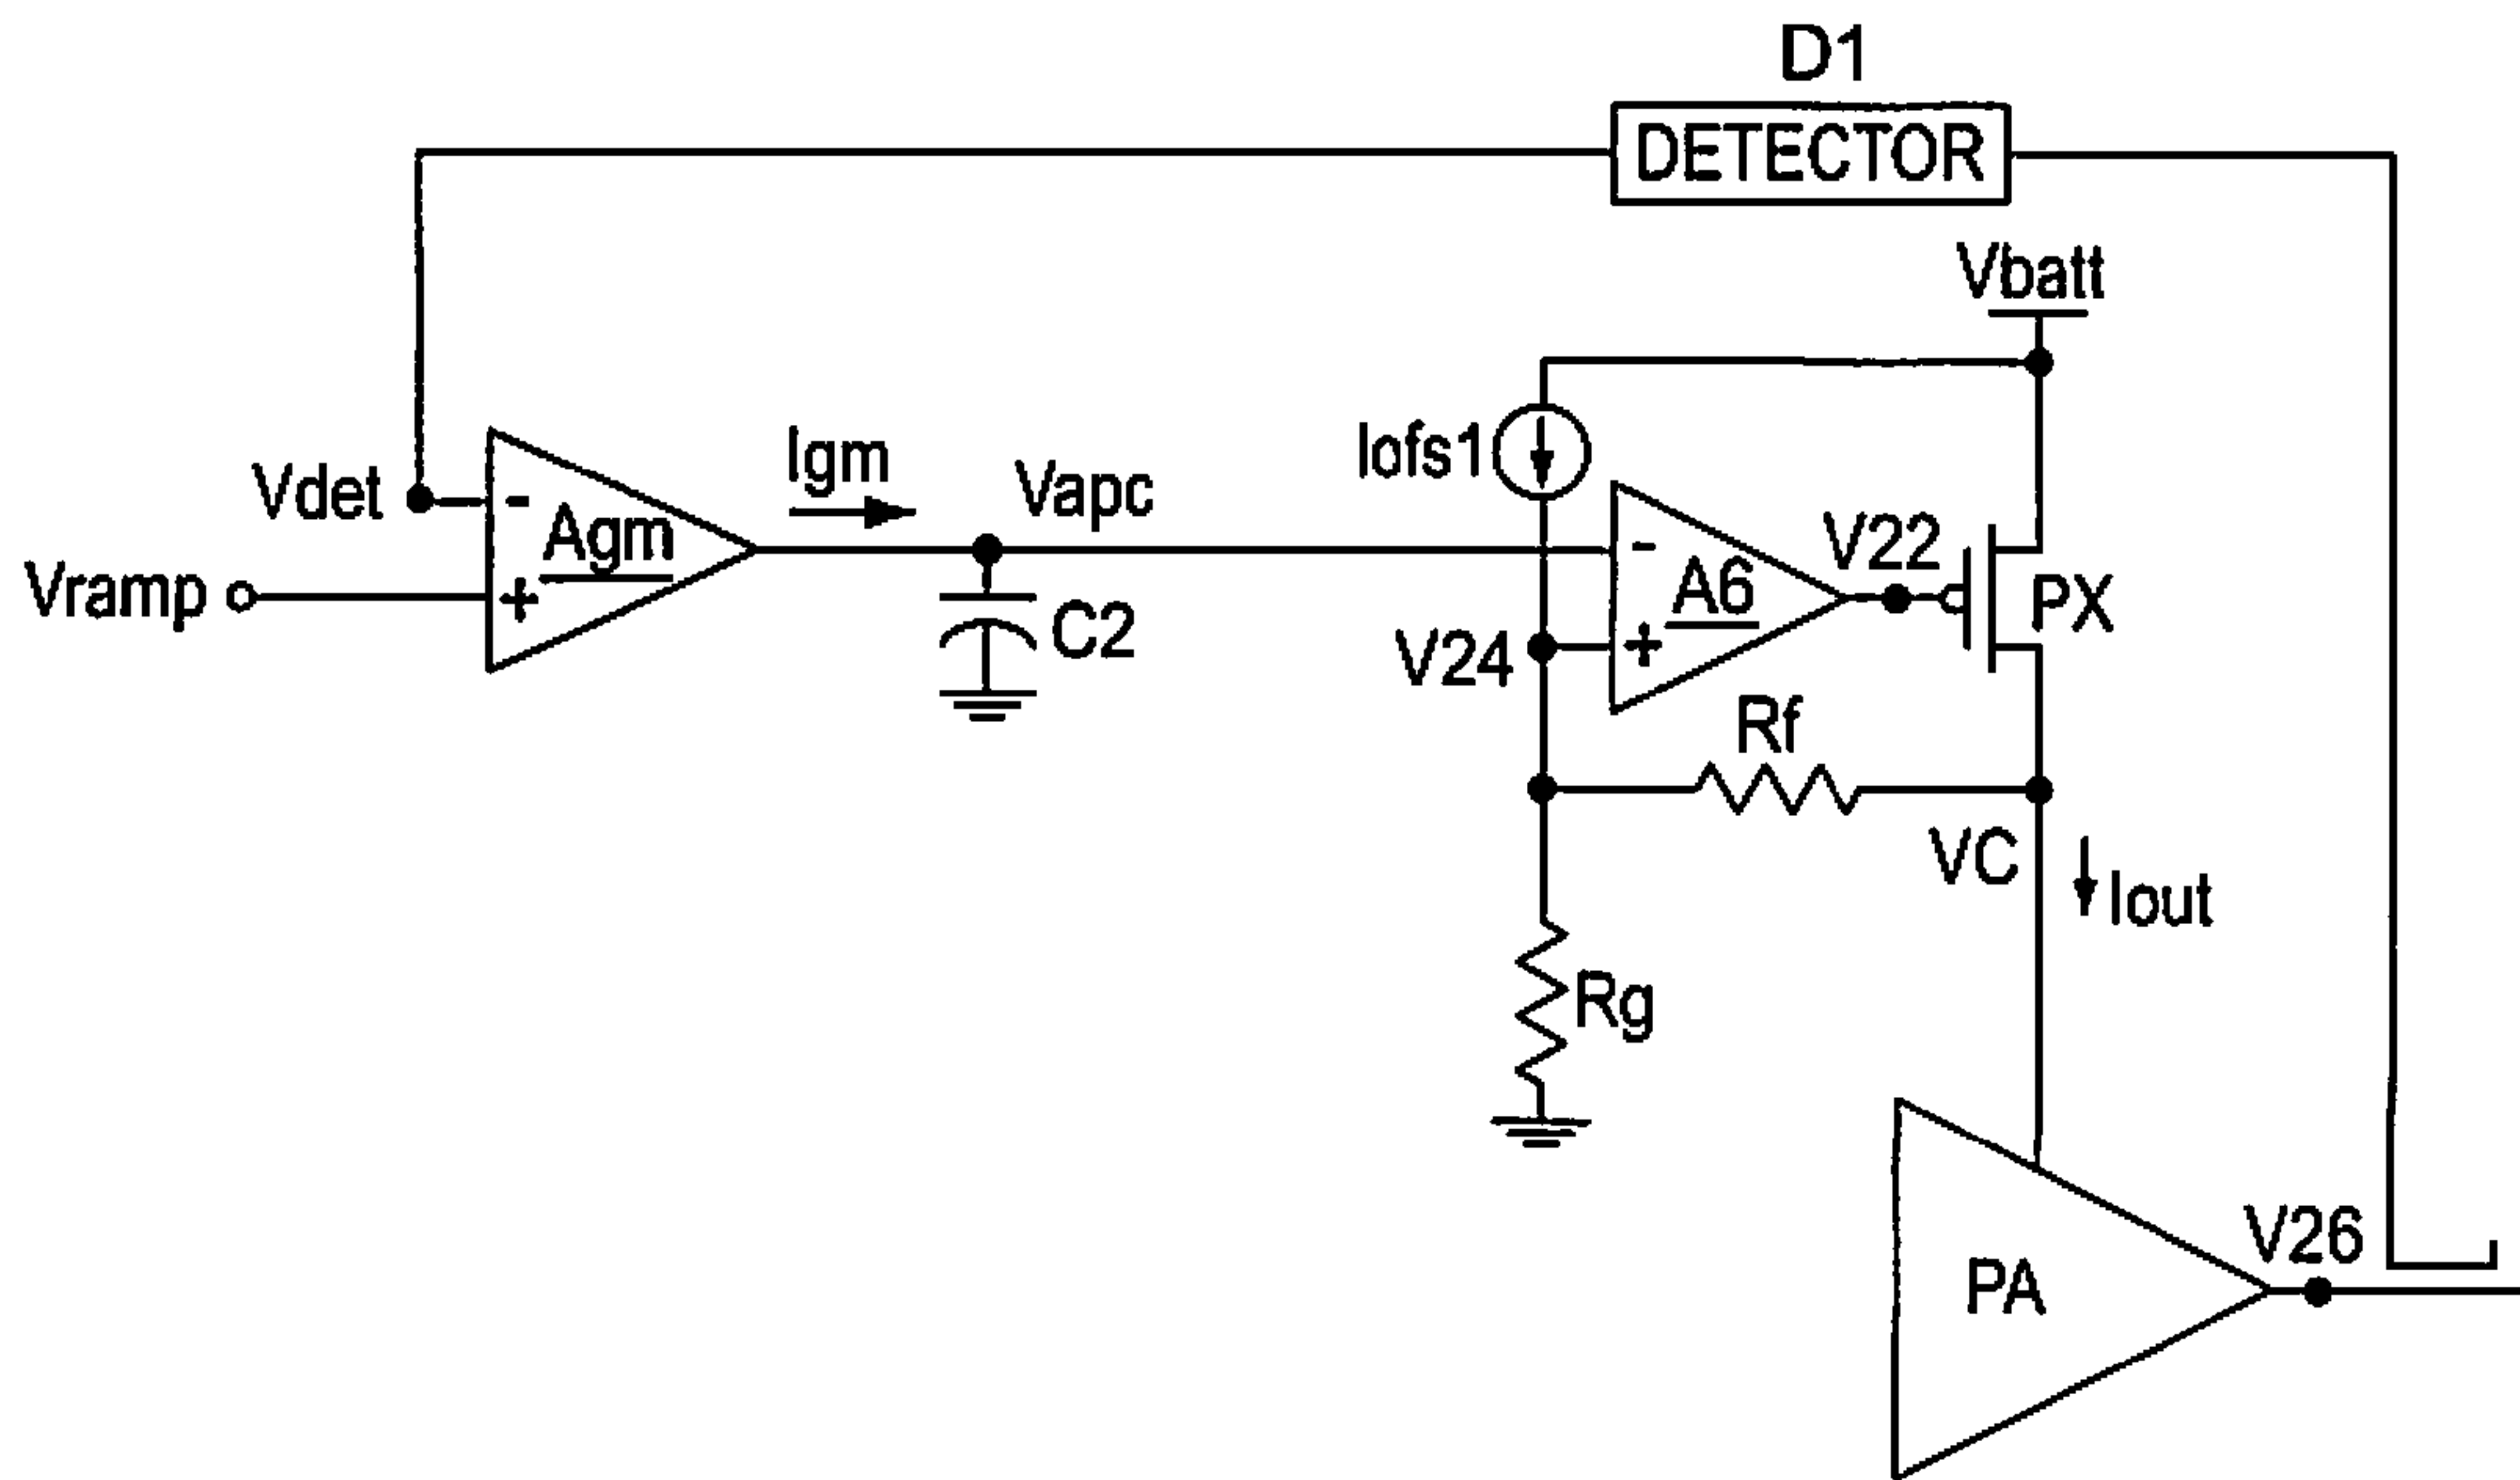 D1
DETECTOR
Vbatt
Igm
Iofs1
Vdet
Vapc
-
Agm
V22
-
Vramp
+
A6
PX
C2
V24
+
Rf
VC
Iout
Rg
V26
PA